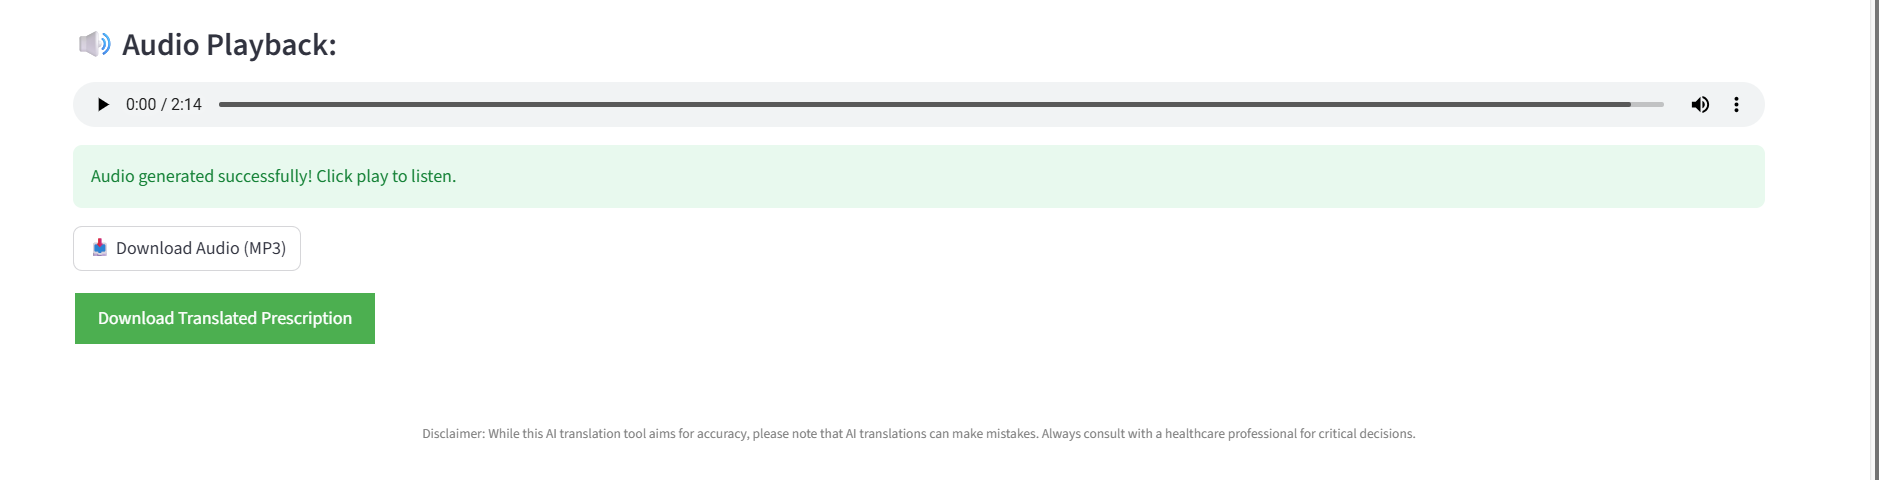 Audio Playback:
0:00 / 2:14
Audio generated successfully! Click play to listen.
Download Audio (MP3)
Download Translated Prescription
Disclaimer: While this AI translation tool aims for accuracy, please note that AI translations can make mistakes. Always consult with a healthcare professional for critical decisions.